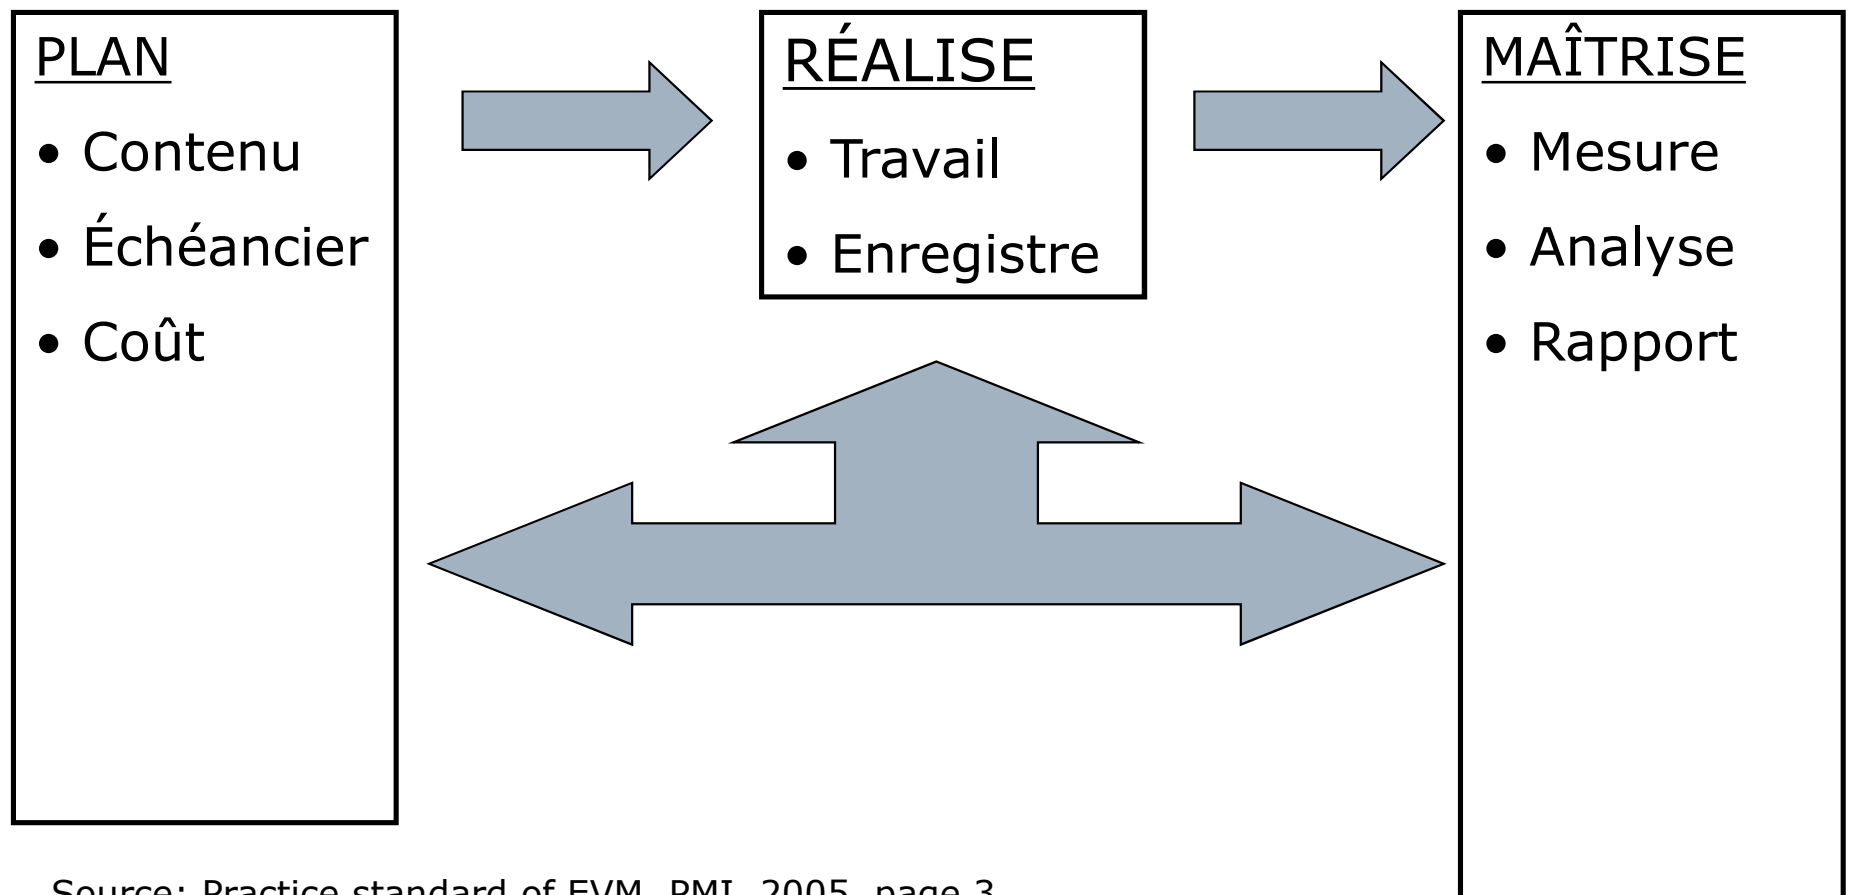 PLAN
• Contenu
• Échéancier
• Coût
RÉALISE
• Travail
• Enregistre
MAÎTRISE
• Mesure
• Analyse
• Rapport
Source: Practice standard of EVM, PMI, 2005, page 3